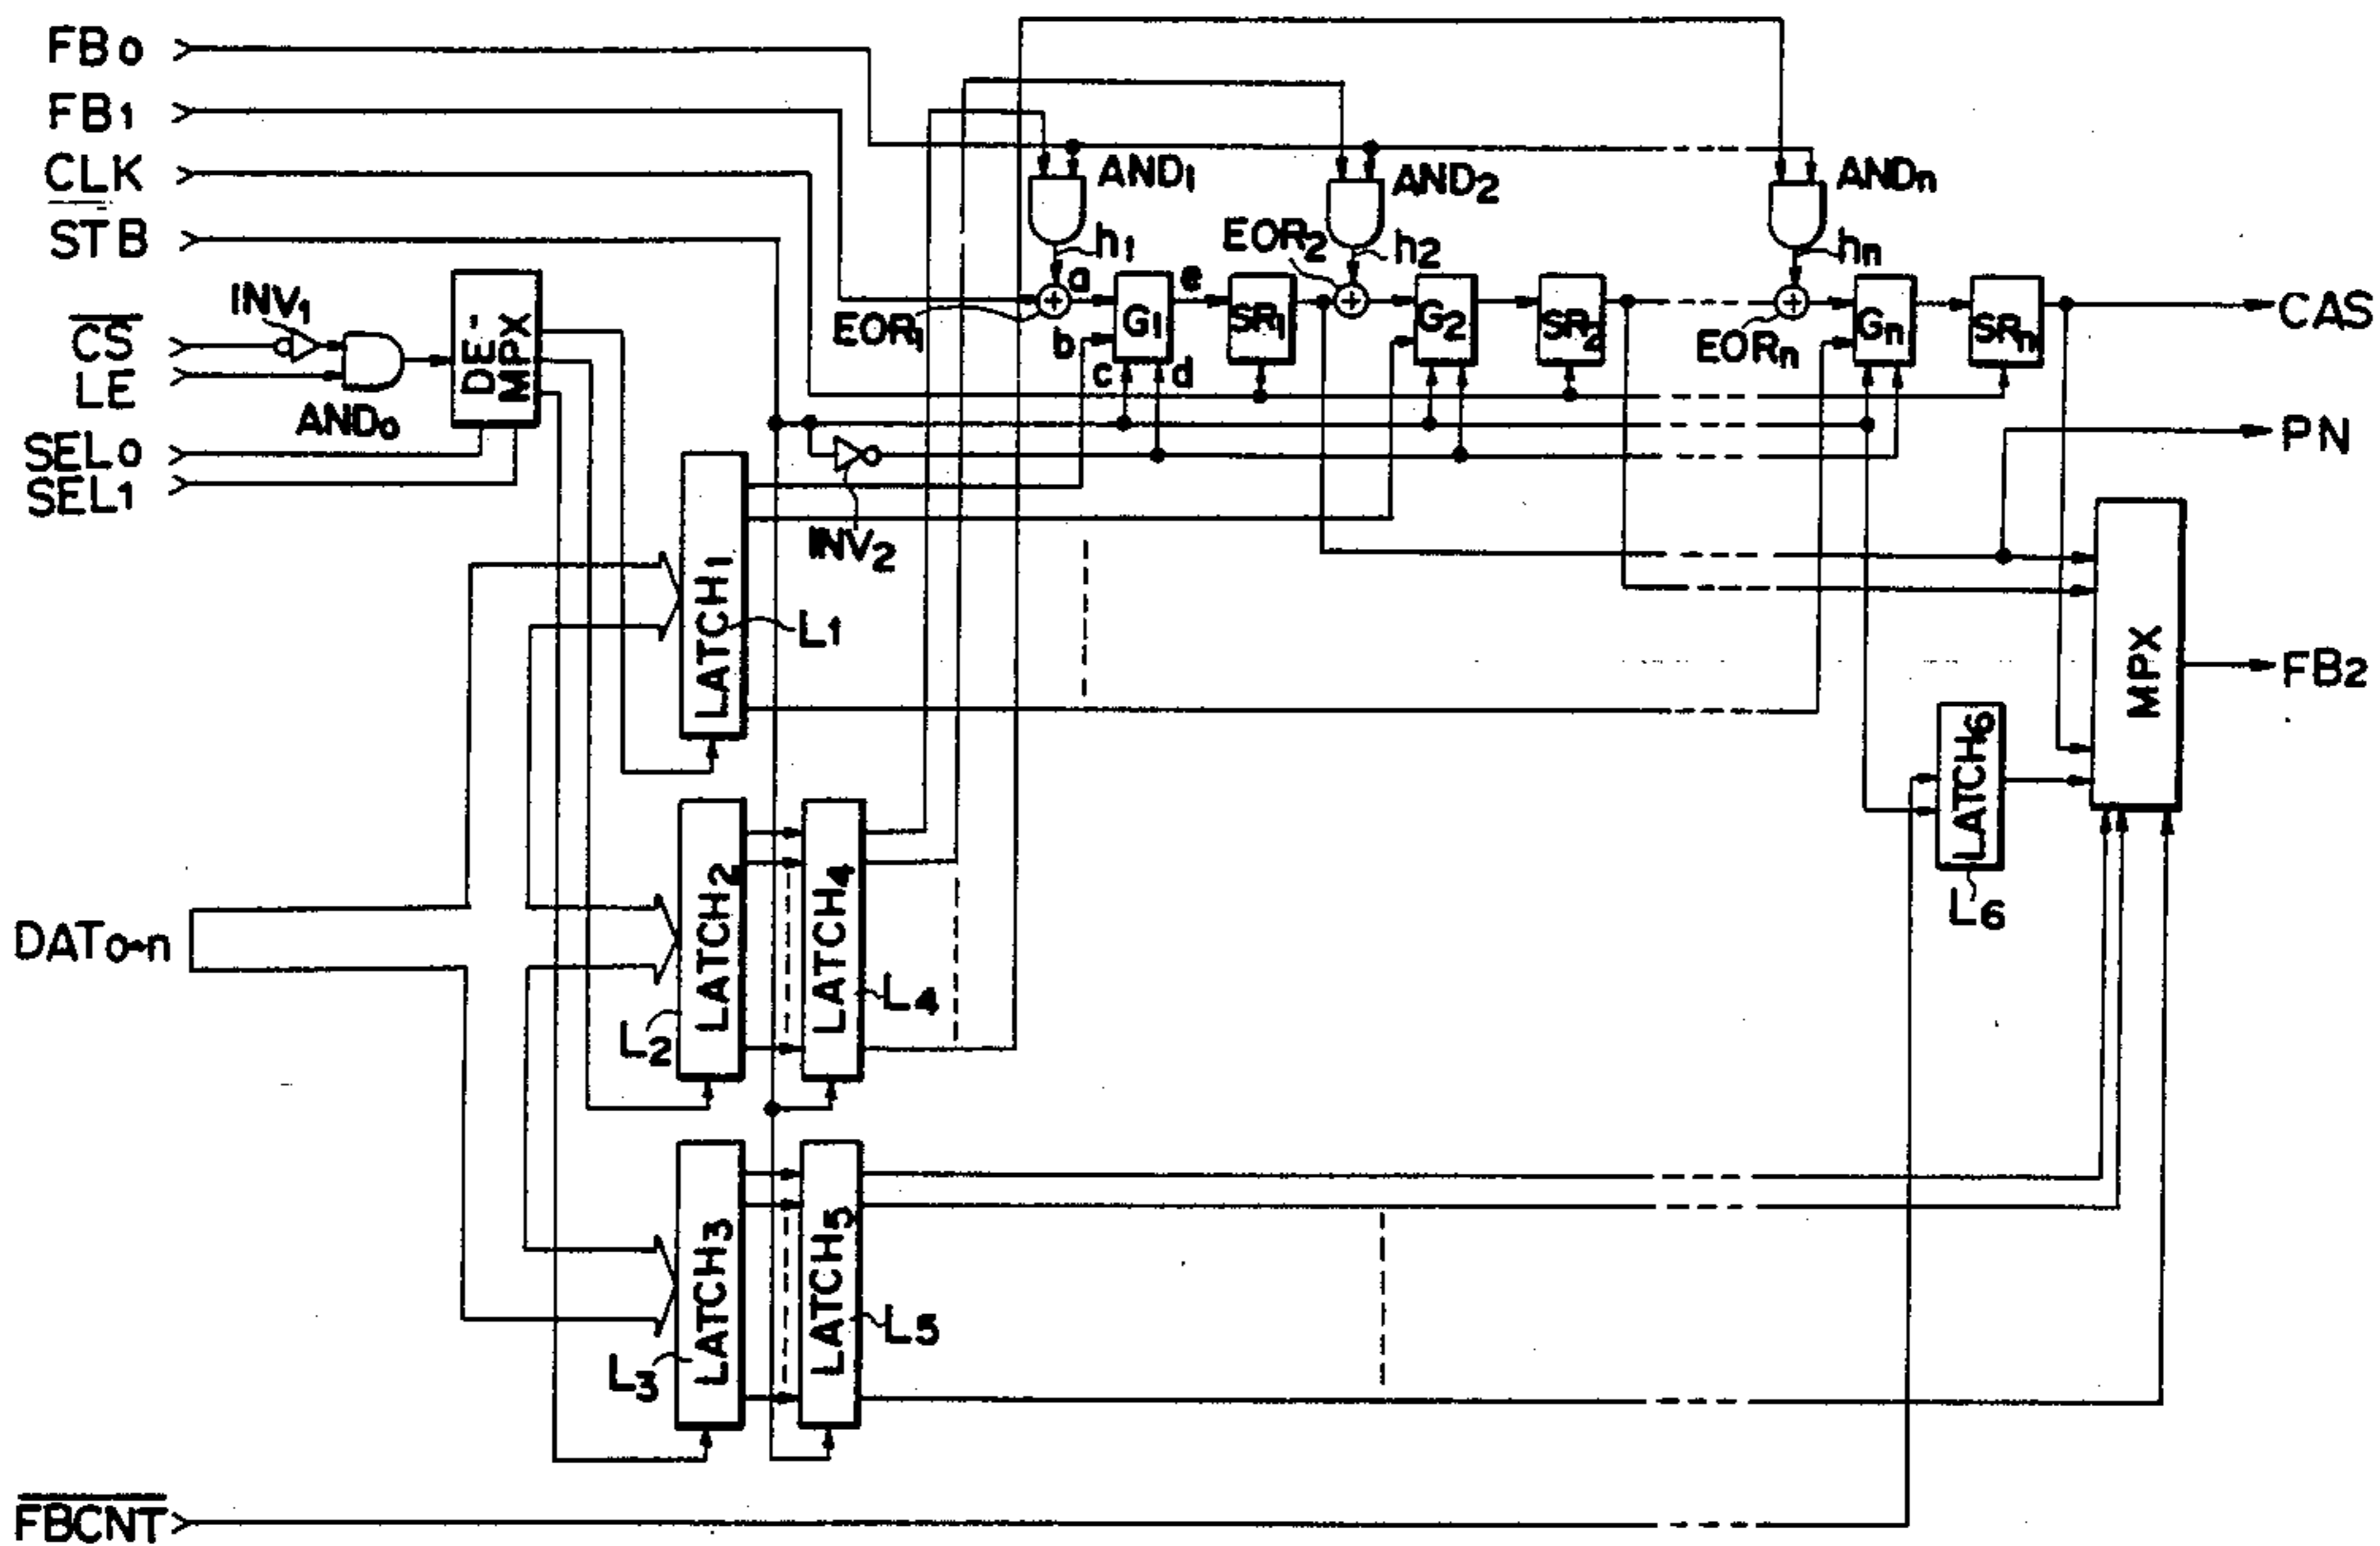 FB0
FB1
CLK
STB
INV1
CS
LE
AND0
SEL0
SEL1
DE-
MPX
AND1
AND2
ANDn
h1
EOR2
h2
hn
a
e
EOR1
b
G1
c
d
SR1
G2
SR2
EORn
Gn
SRn
CAS
PN
INV2
LATCH1
L1
MPX
FB2
LATCH6
L6
DAT0~n
LATCH2
L2
LATCH4
L4
LATCH3
L3
LATCH5
L5
FBCNT